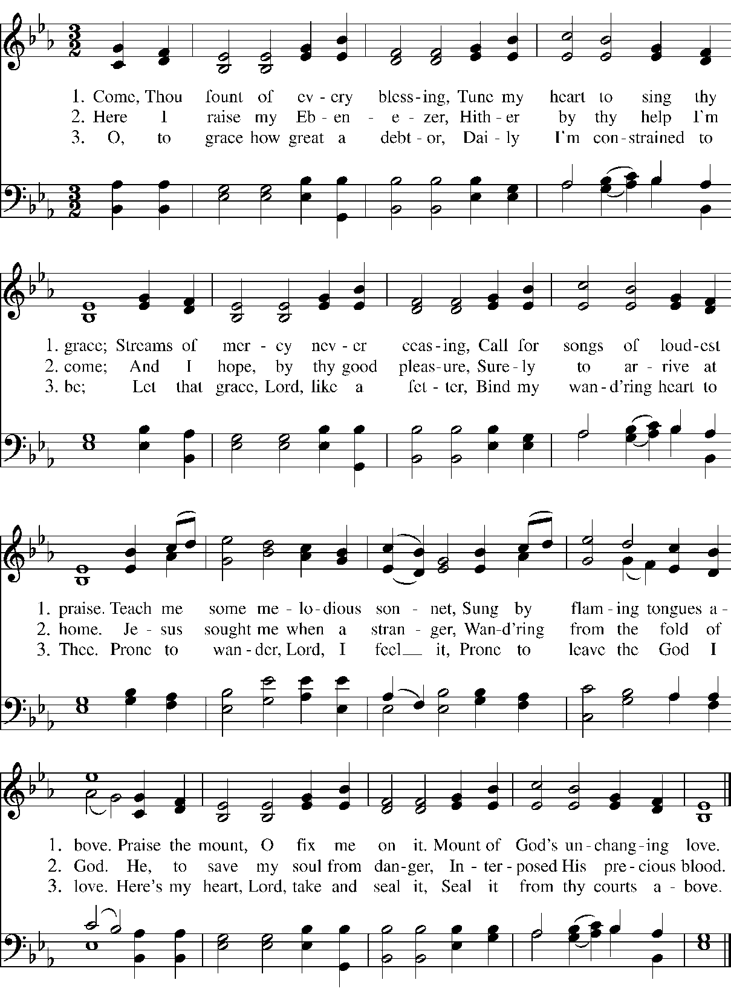 1. Come, Thou fount of ev - ery bless - ing, Tune my heart to sing thy
2. Here I raise my Eb - en - e - zer, Hith - er by thy help I'm
3. O, to grace how great a debt - or, Dai - ly I'm con - strained to
1. grace; Streams of mer - cy nev - er ceas - ing, Call for songs of loud - est
2. come; And I hope, by thy good pleas - ure, Sure - ly to ar - rive at
3. be; Let that grace, Lord, like a fet - ter, Bind my wan - d'ring heart to
1. praise. Teach me some me - lo - dious son - net, Sung by flam - ing tongues a -
2. home. Je - sus sought me when a stran - ger, Wan - d'ring from the fold of
3. Thee. Prone to wan - der, Lord, I feel __ it, Prone to leave the God I
1. bove. Praise the mount, O fix me on it. Mount of God's un - chang - ing love.
2. God. He, to save my soul from dan - ger, In - ter - posed His pre - cious blood.
3. love. Here's my heart, Lord, take and seal it, Seal it from thy courts a - bove.